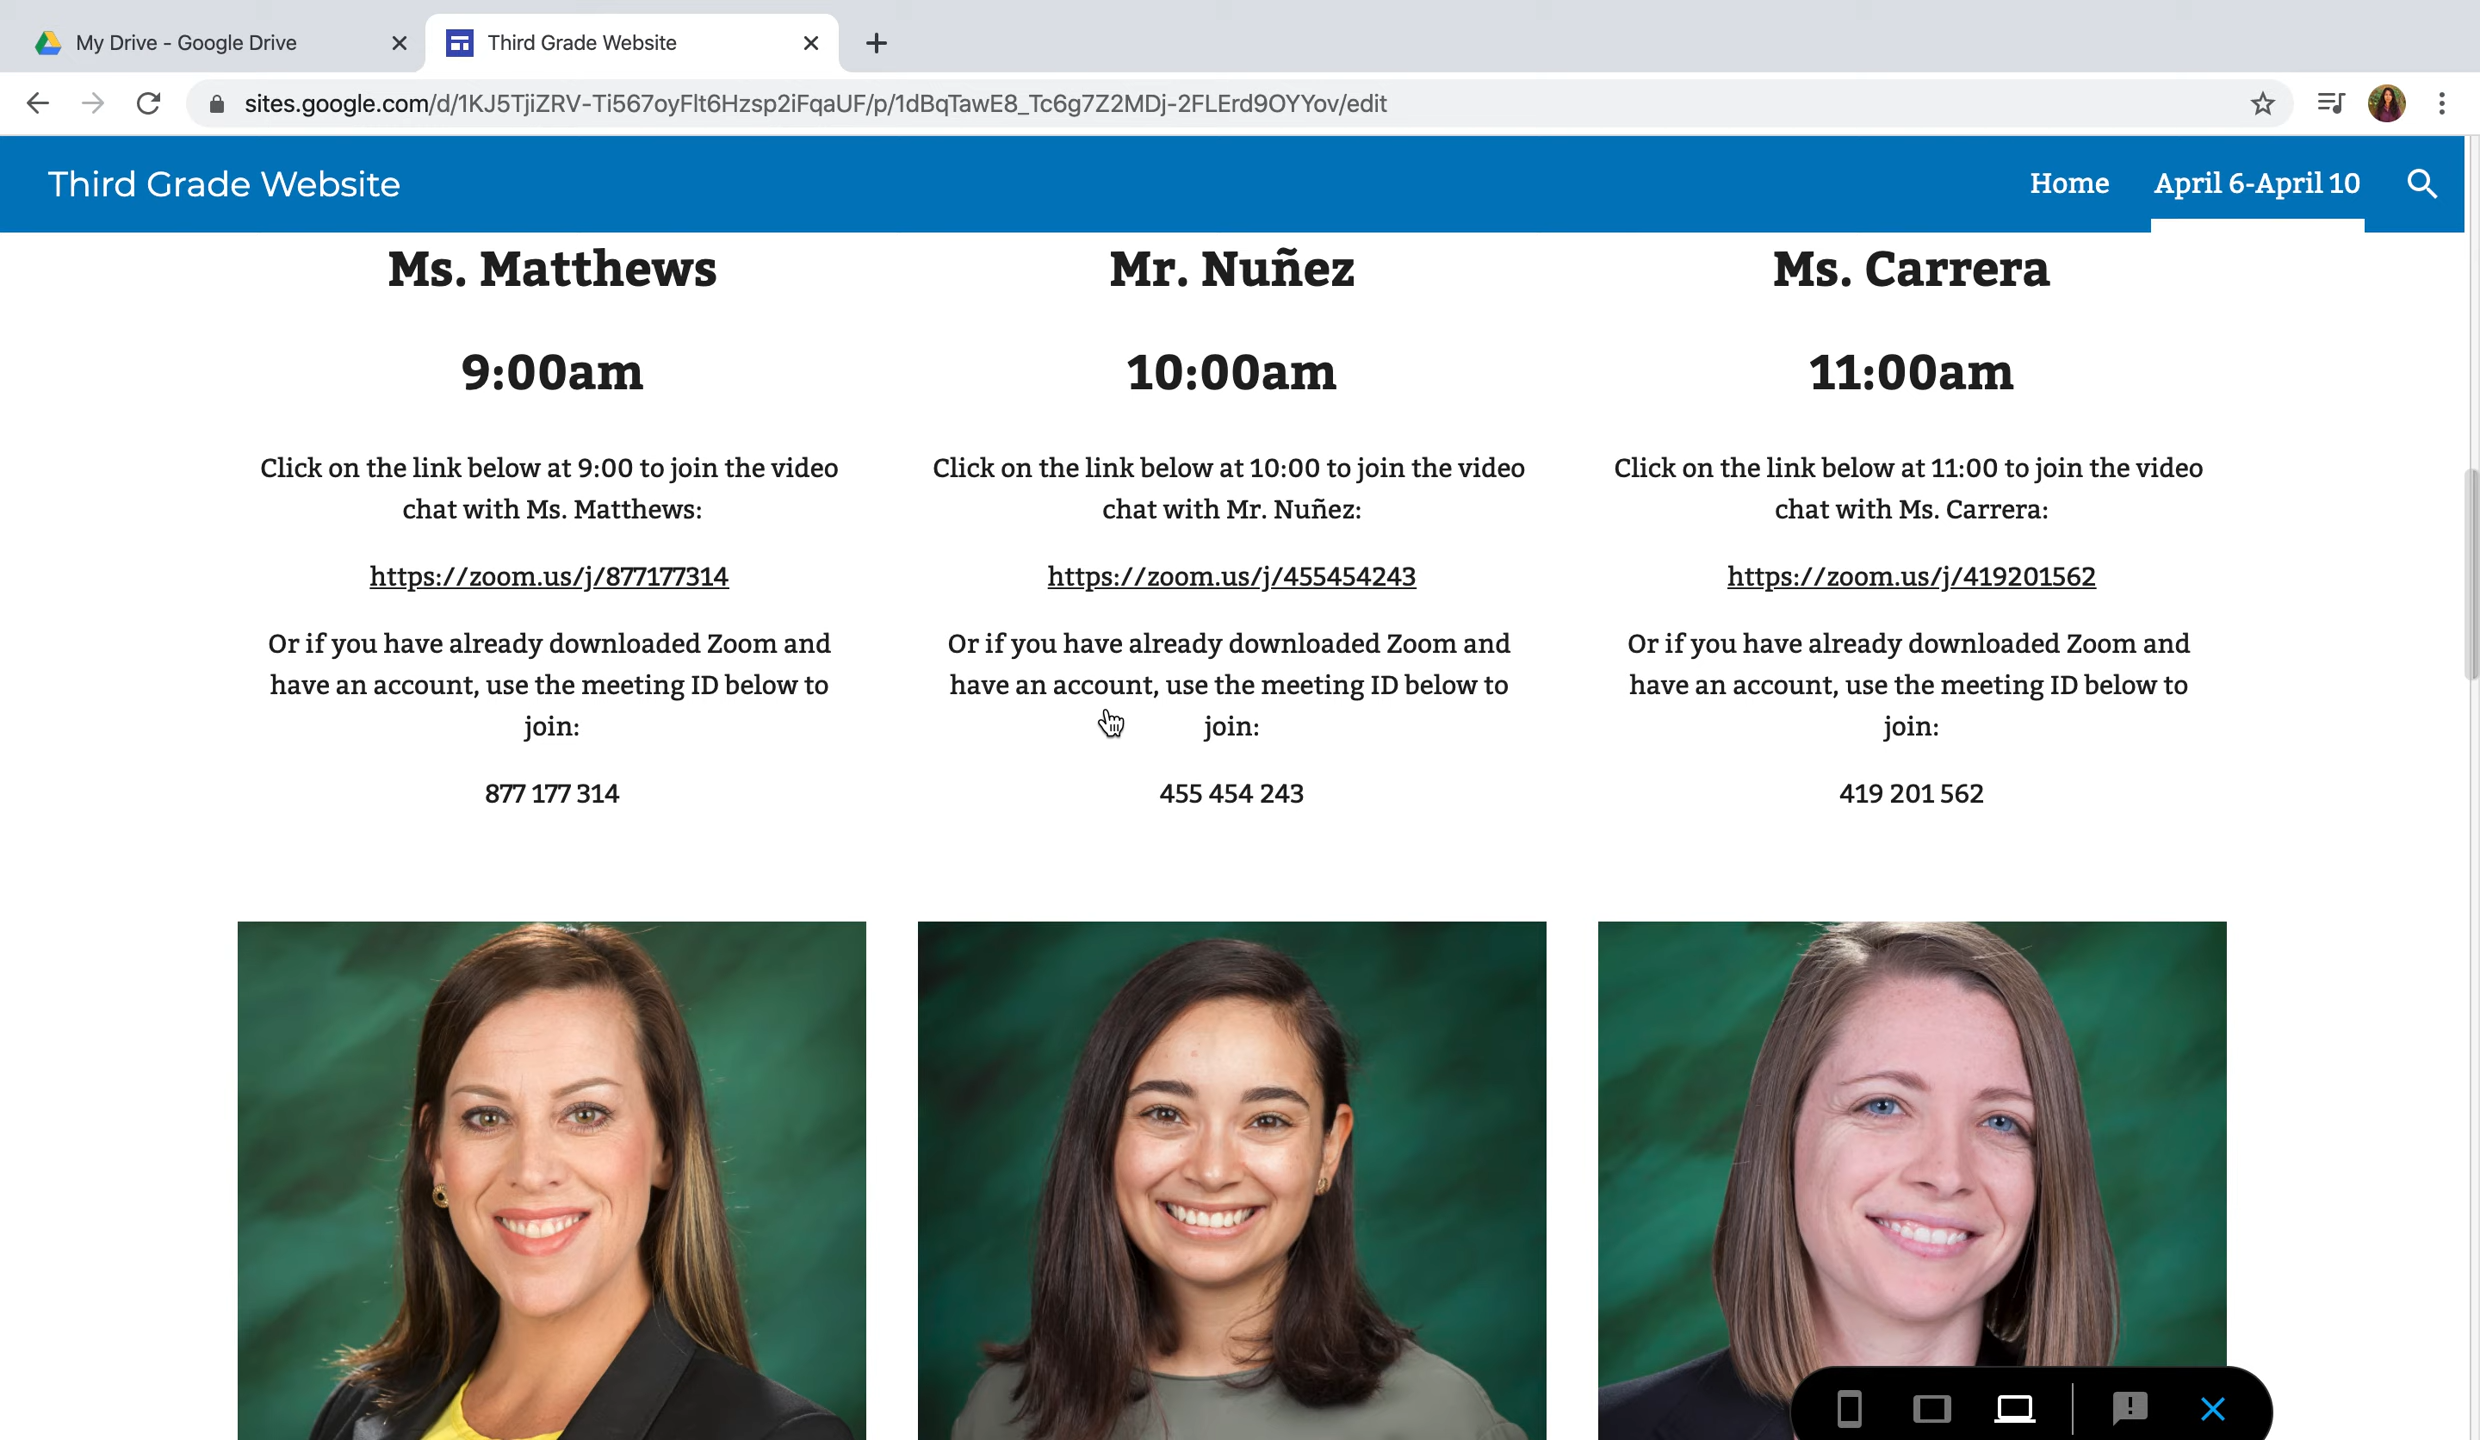 My Drive - Google Drive
Third Grade Website
sites.google.com/d/1KJ5TjiZRV-Ti567oyFlt6Hzsp2iFqaUF/p/1dBqTawE8_Tc6g7Z2MDj-2FLErd9OYYov/edit
Third Grade Website
Home
April 6-April 10
Ms. Matthews
9:00am
Click on the link below at 9:00 to join the video
chat with Ms. Matthews:
https://zoom.us/j/877177314
Or if you have already downloaded Zoom and
have an account, use the meeting ID below to
join:
877 177 314
Mr. Nuñez
10:00am
Click on the link below at 10:00 to join the video
chat with Mr. Nuñez:
https://zoom.us/j/455454243
Or if you have already downloaded Zoom and
have an account, use the meeting ID below to
join:
455 454 243
Ms. Carrera
11:00am
Click on the link below at 11:00 to join the video
chat with Ms. Carrera:
https://zoom.us/j/419201562
Or if you have already downloaded Zoom and
have an account, use the meeting ID below to
join:
419 201 562